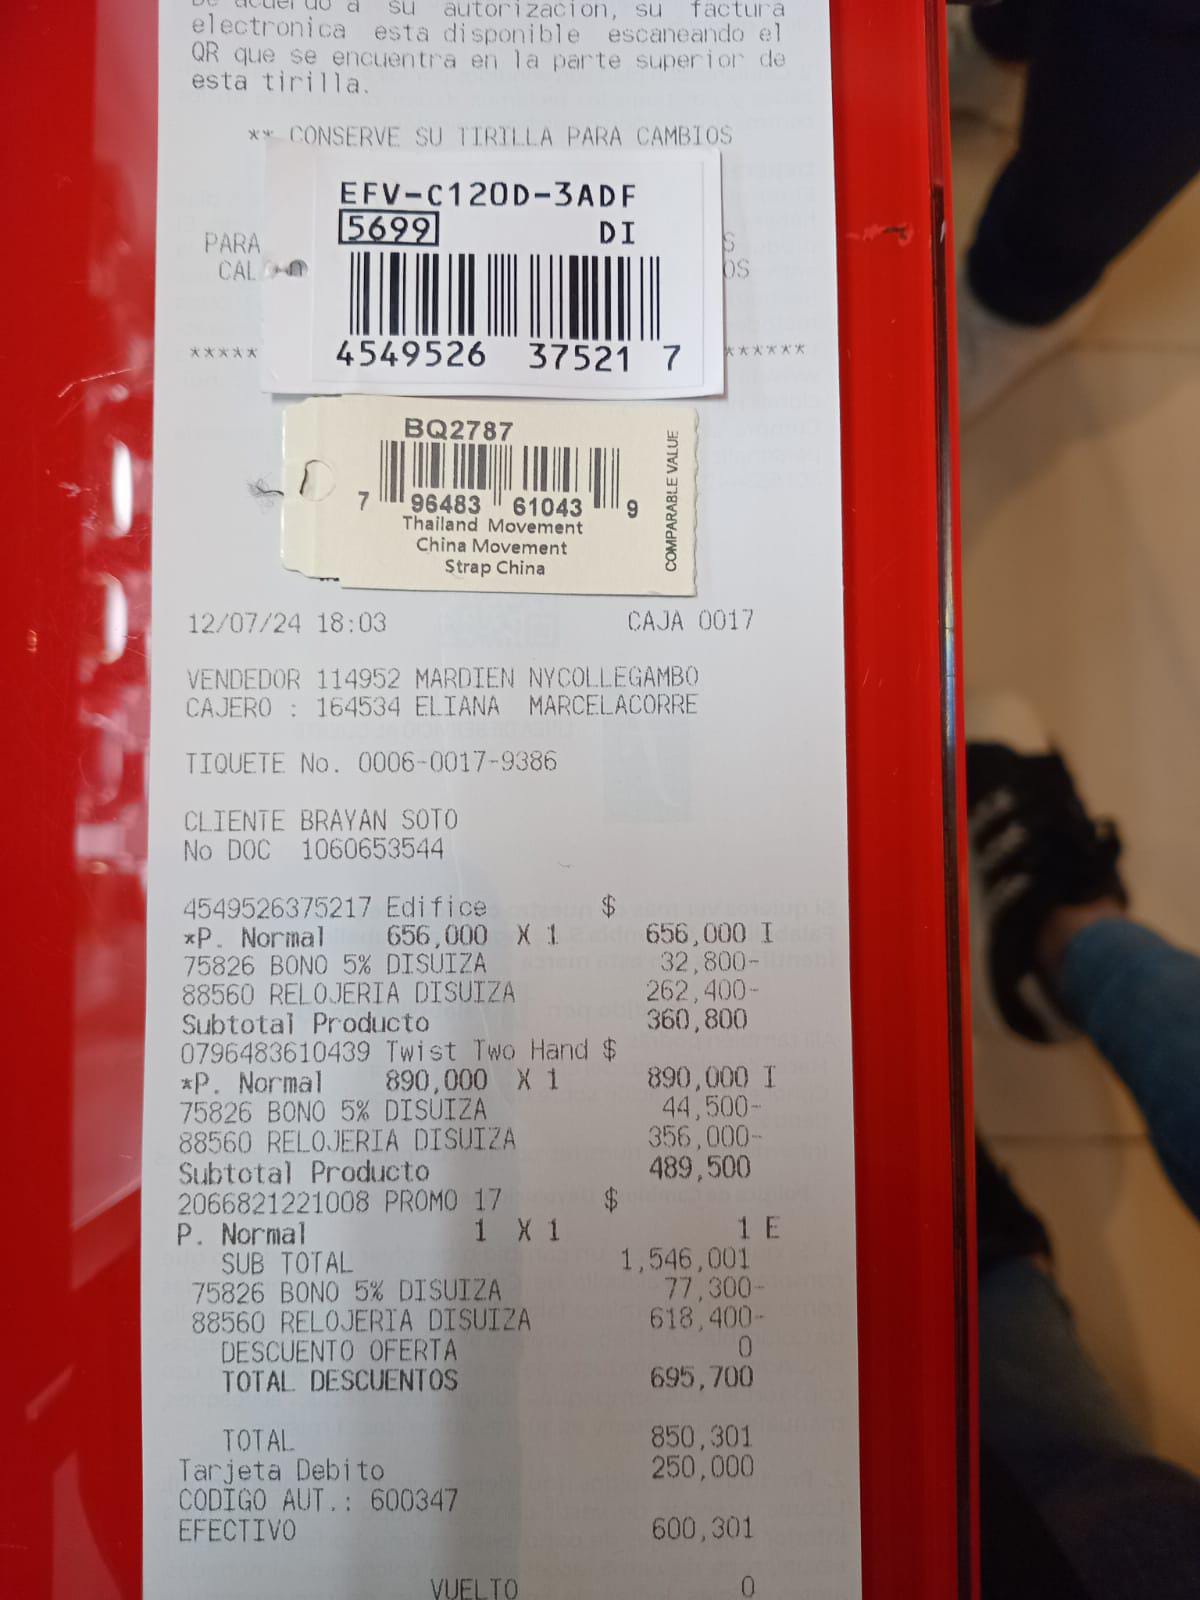 De acuerdo a su autorizacion, su factura
electronica esta disponible escaneando el
QR que se encuentra en la parte superior de
esta tirilla.
** CONSERVE SU TIRILLA PARA CAMBIOS
EFV-C120D-3ADF
5699 DI
PARA S
CAL OS
4549526 37521 7
***** ******
BQ2787
7 96483 61043 9
Thailand Movement
China Movement
Strap China
COMPARABLE VALUE
12/07/24 18:03 CAJA 0017
VENDEDOR 114952 MARDIEN NYCOLLEGAMBO
CAJERO : 164534 ELIANA MARCELACORRE
TIQUETE No. 0006-0017-9386
CLIENTE BRAYAN SOTO
No DOC 1060653544
4549526375217 Edifice $
*P. Normal 656,000 X 1 656,000 I
75826 BONO 5% DISUIZA 32,800-
88560 RELOJERIA DISUIZA 262,400-
Subtotal Producto 360,800
0796483610439 Twist Two Hand $
*P. Normal 890,000 X 1 890,000 I
75826 BONO 5% DISUIZA 44,500-
88560 RELOJERIA DISUIZA 356,000-
Subtotal Producto 489,500
2066821221008 PROMO 17 $
P. Normal 1 X 1 1 E
SUB TOTAL 1,546,001
75826 BONO 5% DISUIZA 77,300-
88560 RELOJERIA DISUIZA 618,400-
DESCUENTO OFERTA 0
TOTAL DESCUENTOS 695,700
TOTAL 850,301
Tarjeta Debito 250,000
CODIGO AUT.: 600347
EFECTIVO 600,301
VUELTO 0